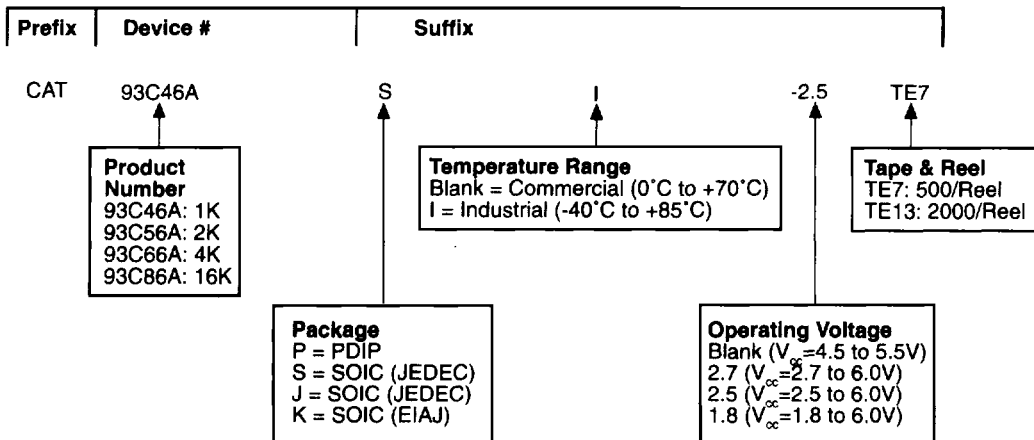 Prefix Device # Suffix
CAT 93C46A S I -2.5 TE7
Product
Number
93C46A: 1K
93C56A: 2K
93C66A: 4K
93C86A: 16K
Temperature Range
Blank = Commercial (0˚C to +70˚C)
I = Industrial (-40˚C to +85˚C)
Tape & Reel
TE7: 500/Reel
TE13: 2000/Reel
Package
P = PDIP
S = SOIC (JEDEC)
J = SOIC (JEDEC)
K = SOIC (EIAJ)
Operating Voltage
Blank (Vcc=4.5 to 5.5V)
2.7 (Vcc=2.7 to 6.0V)
2.5 (Vcc=2.5 to 6.0V)
1.8 (Vcc=1.8 to 6.0V)